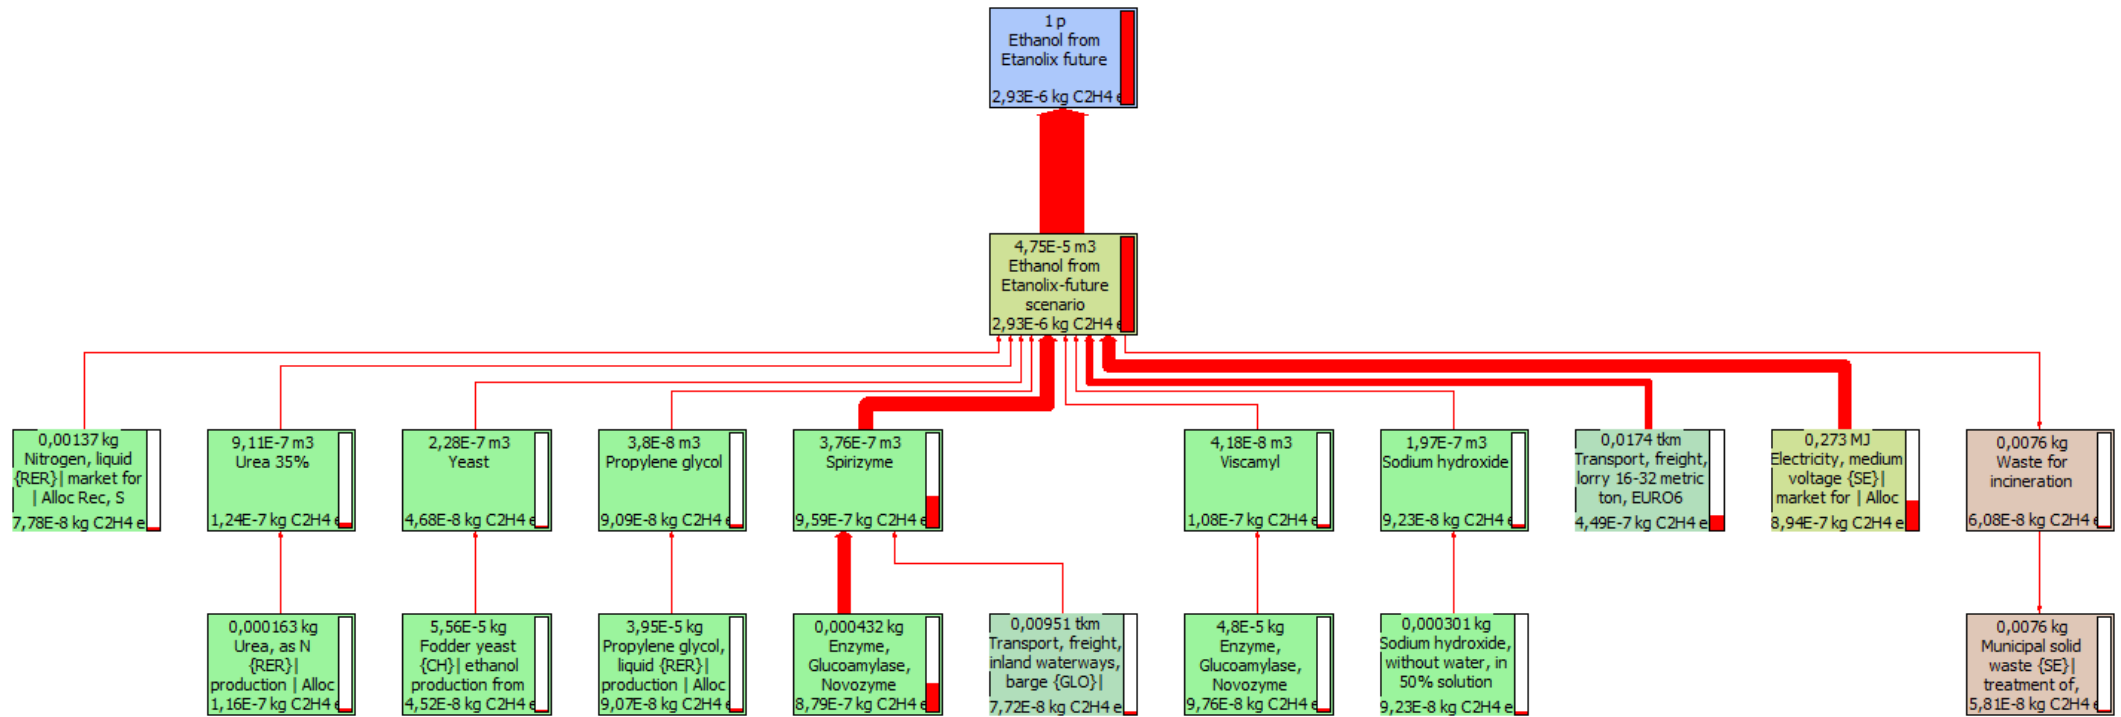 1 p
Ethanol from
Etanolix future
2,93E-6 kg C2H4 e
4,75E-5 m3
Ethanol from
Etanolix-future
scenario
2,93E-6 kg C2H4 e
0,00137 kg
Nitrogen, liquid
{RER}| market for
| Alloc Rec, S
7,78E-8 kg C2H4 e
9,11E-7 m3
Urea 35%
1,24E-7 kg C2H4 e
2,28E-7 m3
Yeast
4,68E-8 kg C2H4 e
3,8E-8 m3
Propylene glycol
9,09E-8 kg C2H4 e
3,76E-7 m3
Spirizyme
9,59E-7 kg C2H4 e
4,18E-8 m3
Viscamyl
1,08E-7 kg C2H4 e
1,97E-7 m3
Sodium hydroxide
9,23E-8 kg C2H4 e
0,0174 tkm
Transport, freight,
lorry 16-32 metric
ton, EURO6
4,49E-7 kg C2H4 e
0,273 MJ
Electricity, medium
voltage {SE}|
market for | Alloc
8,94E-7 kg C2H4 e
0,0076 kg
Waste for
incineration
6,08E-8 kg C2H4 e
0,000163 kg
Urea, as N
{RER}|
production | Alloc
1,16E-7 kg C2H4 e
5,56E-5 kg
Fodder yeast
{CH}| ethanol
production from
4,52E-8 kg C2H4 e
3,95E-5 kg
Propylene glycol,
liquid {RER}|
production | Alloc
9,07E-8 kg C2H4 e
0,000432 kg
Enzyme,
Glucoamylase,
Novozyme
8,79E-7 kg C2H4 e
0,00951 tkm
Transport, freight,
inland waterways,
barge {GLO}|
7,72E-8 kg C2H4 e
4,8E-5 kg
Enzyme,
Glucoamylase,
Novozyme
9,76E-8 kg C2H4 e
0,000301 kg
Sodium hydroxide,
without water, in
50% solution
9,23E-8 kg C2H4 e
0,0076 kg
Municipal solid
waste {SE}|
treatment of,
5,81E-8 kg C2H4 e